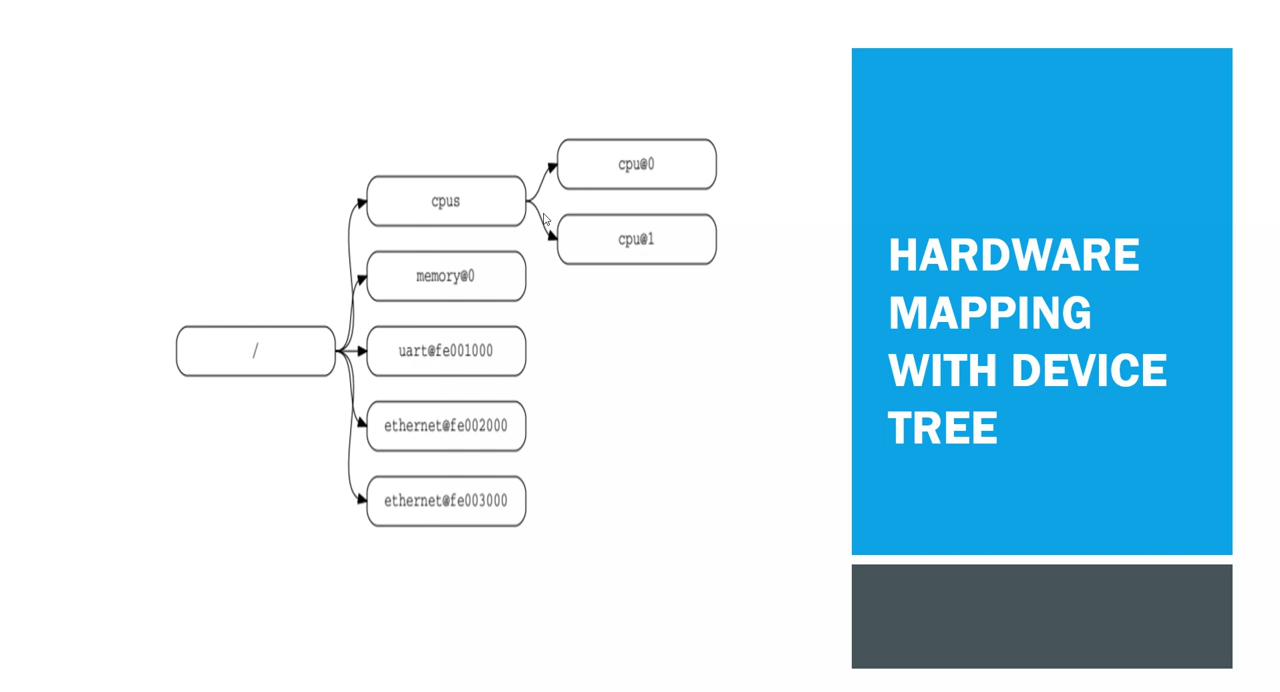 cpu@0
cpus
cpu@1
memory@0
/
uart@fe001000
ethernet@fe002000
ethernet@fe003000
HARDWARE
MAPPING
WITH DEVICE
TREE